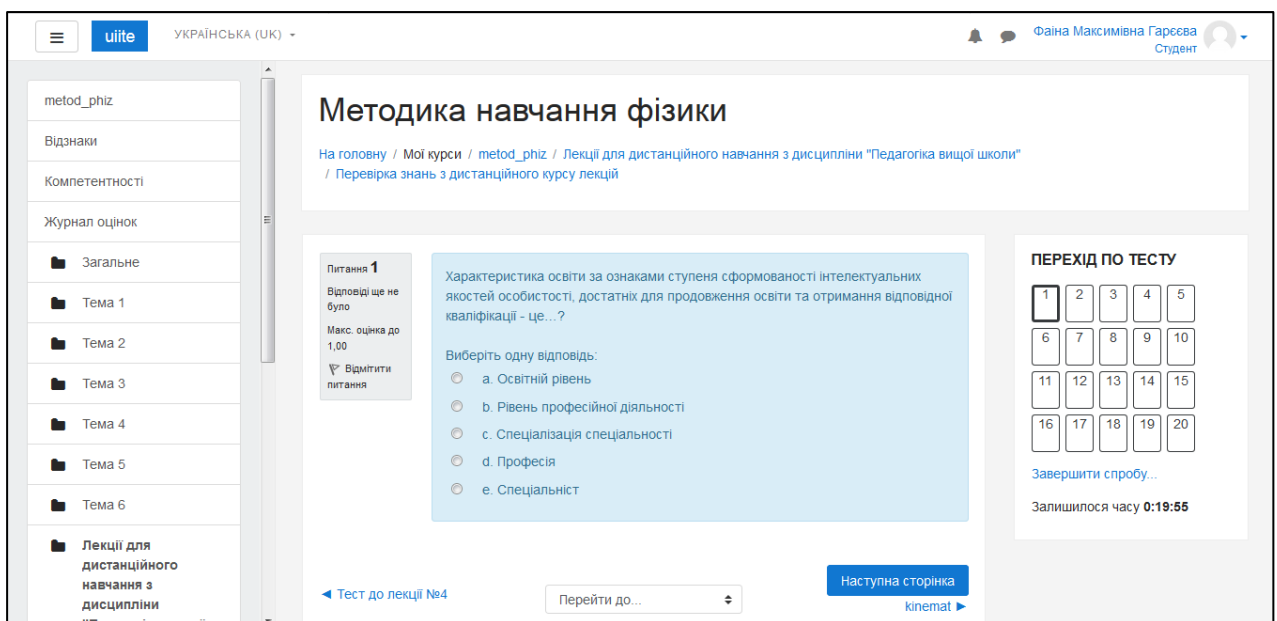 uiite
УКРАЇНСЬКА (UK)
Фаїна Максимівна Гарєєва
Студент
metod_phiz
Відзнаки
Компетентності
Журнал оцінок
Загальне
Тема 1
Тема 2
Тема 3
Тема 4
Тема 5
Тема 6
Лекції для
дистанційного
навчання з
дисципліни
Методика навчання фізики
На головну / Мої курси / metod_phiz / Лекції для дистанційного навчання з дисципліни "Педагогіка вищої школи"
/ Перевірка знань з дистанційного курсу лекцій
Питання 1
Відповіді ще не
було
Макс. оцінка до
1,00
Відмітити
питання
Характеристика освіти за ознаками ступеня сформованості інтелектуальних
якостей особистості, достатніх для продовження освіти та отримання відповідної
кваліфікації - це...?
Виберіть одну відповідь:
a. Освітній рівень
b. Рівень професійної діяльності
c. Спеціалізація спеціальності
d. Професія
e. Спеціальніст
◄ Тест до лекції №4
Перейти до...
Наступна сторінка
kinemat ►
ПЕРЕХІД ПО ТЕСТУ
1 2 3 4 5
6 7 8 9 10
11 12 13 14 15
16 17 18 19 20
Завершити спробу...
Залишилося часу 0:19:55